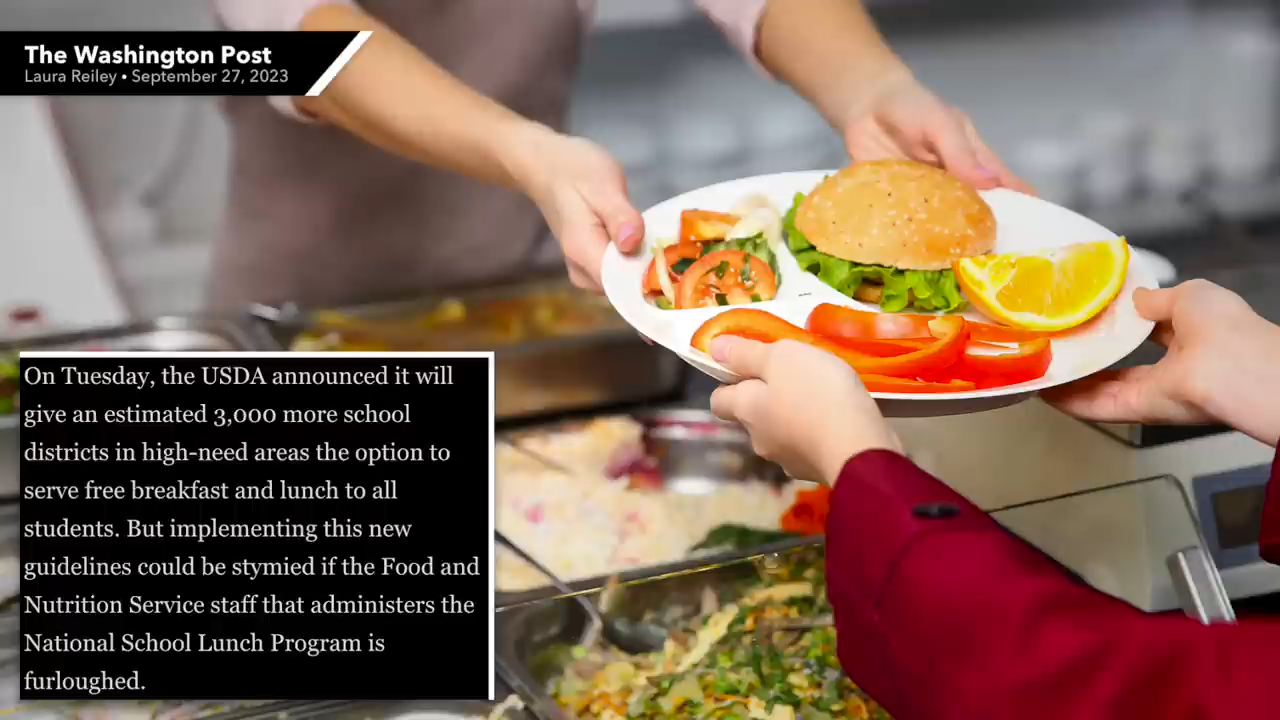 The Washington Post
Laura Reiley • September 27, 2023
On Tuesday, the USDA announced it will
give an estimated 3,000 more school
districts in high-need areas the option to
serve free breakfast and lunch to all
students. But implementing this new
guidelines could be stymied if the Food and
Nutrition Service staff that administers the
National School Lunch Program is
furloughed.